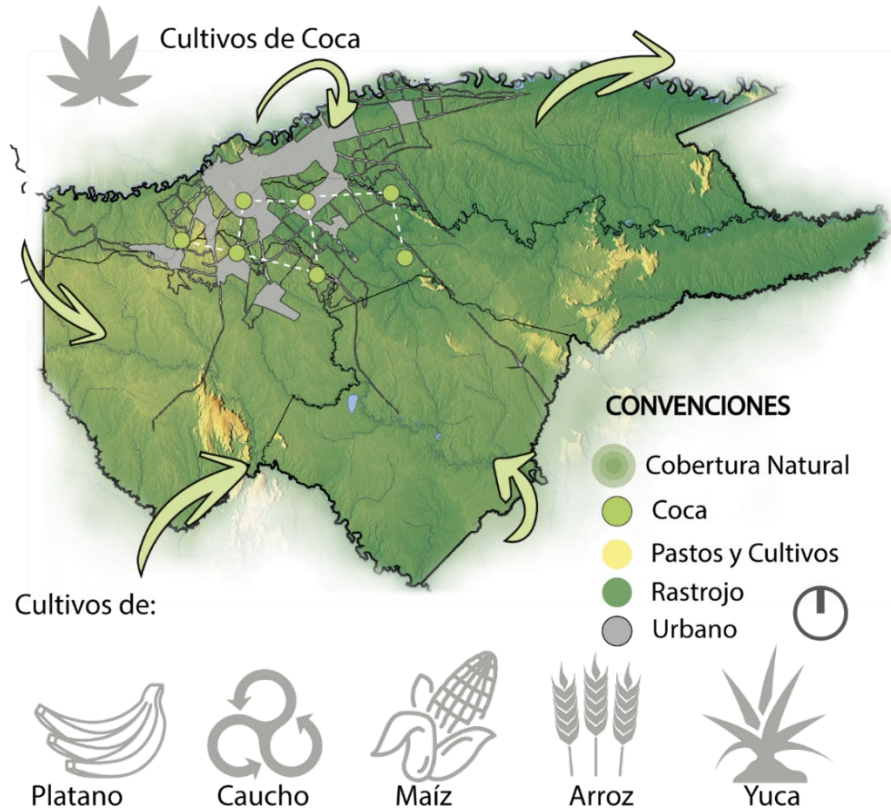 Cultivos de Coca
CONVENCIONES
Cobertura Natural
Coca
Pastos y Cultivos
Rastrojo
Urbano
Cultivos de:
Platano
Caucho
Maíz
Arroz
Yuca